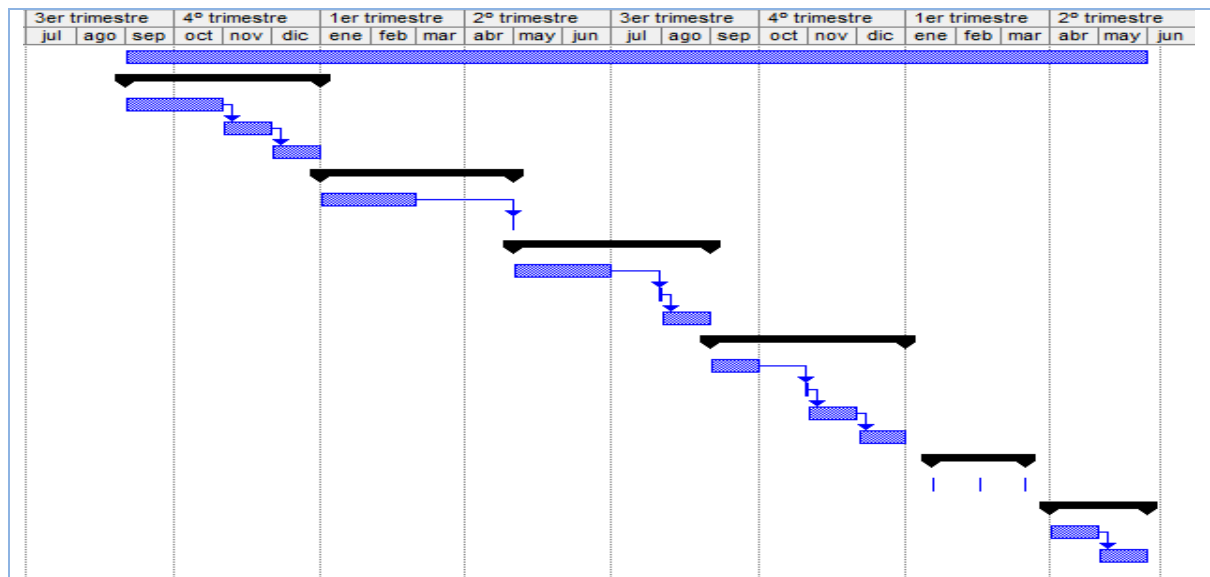 3er trimestre 4º trimestre 1er trimestre 2º trimestre 3er trimestre 4º trimestre 1er trimestre 2º trimestre
jul ago sep oct nov dic ene feb mar abr may jun jul ago sep oct nov dic ene feb mar abr may jun